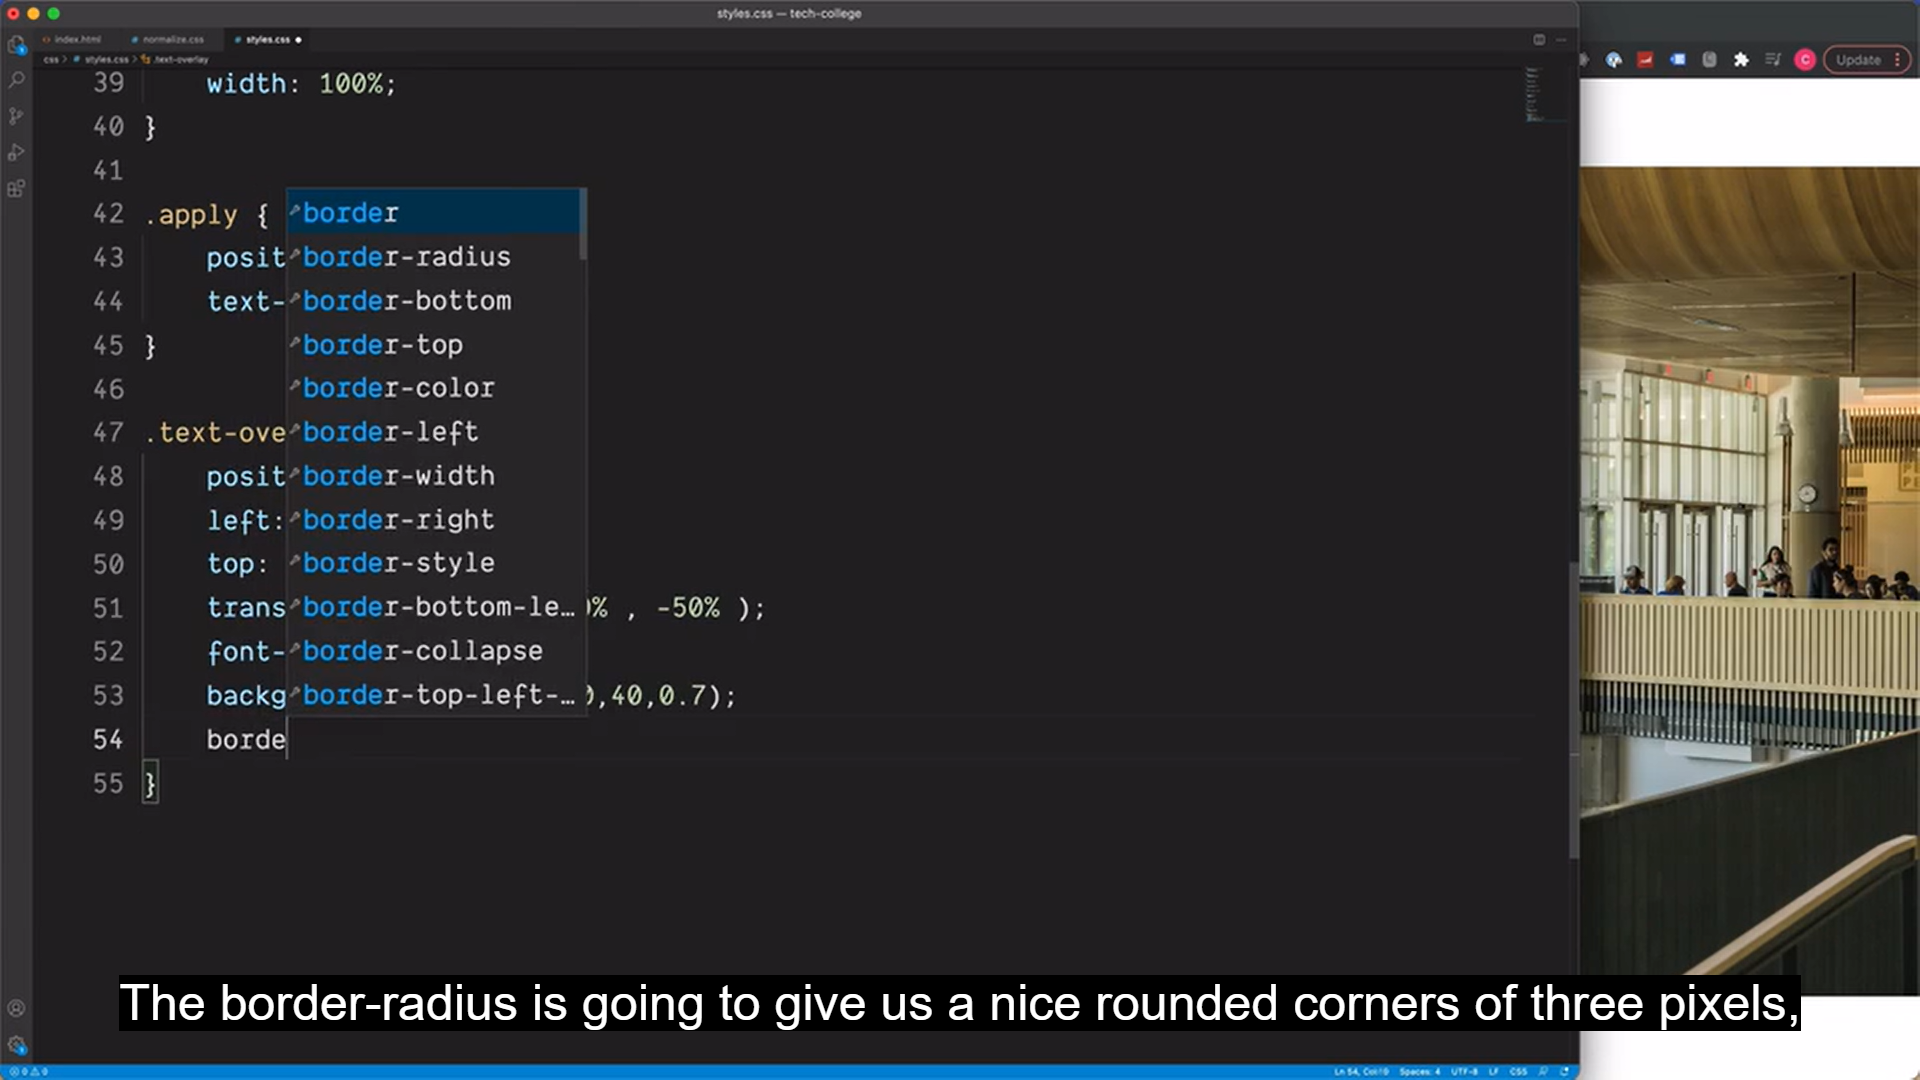 styles.css — tech-college
index.html normalize.css styles.css
css > # styles.css > .text-overlay
Update
39 width: 100%;
40 }
41
42 .apply {
43 posit
44 text-
45 }
46
47 .text-ove
48 posit
49 left:
50 top:
51 trans % , -50% );
52 font-
53 backg ,40,0.7);
54 borde
55 }
border
border-radius
border-bottom
border-top
border-color
border-left
border-width
border-right
border-style
border-bottom-le…
border-collapse
border-top-left-…
The border-radius is going to give us a nice rounded corners of three pixels,
Ln 54, Col 10 Spaces: 4 UTF-8 LF CSS